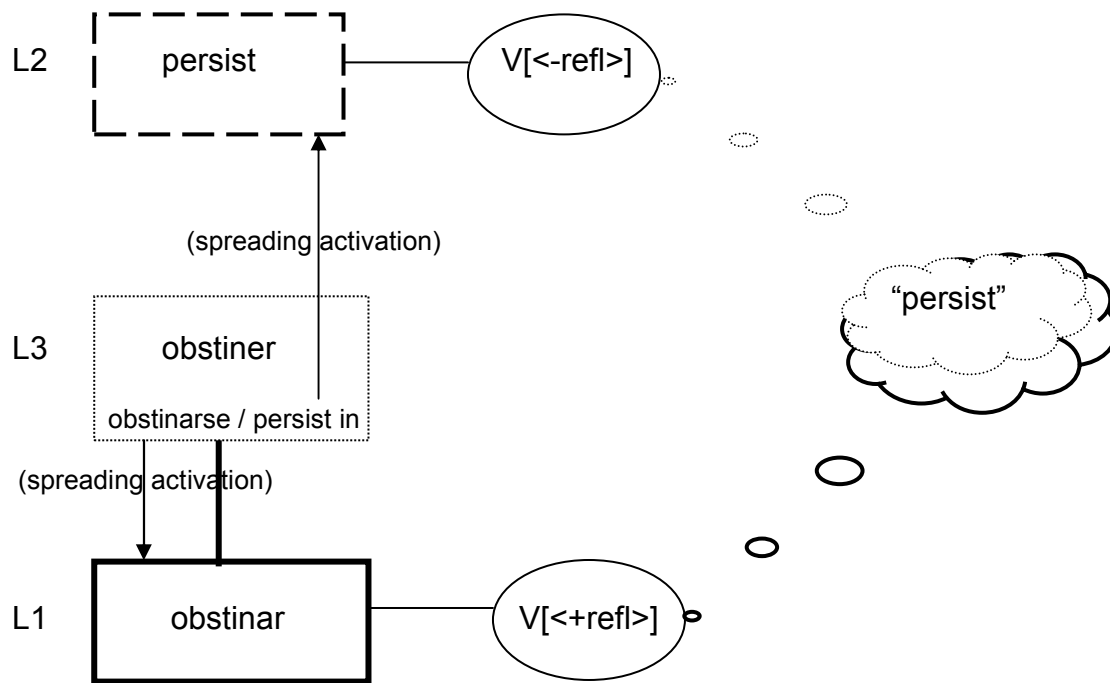 L2
persist
V[<-refl>]
(spreading activation)
“persist”
L3
obstiner
obstinarse / persist in
(spreading activation)
L1
obstinar
V[<+refl>]